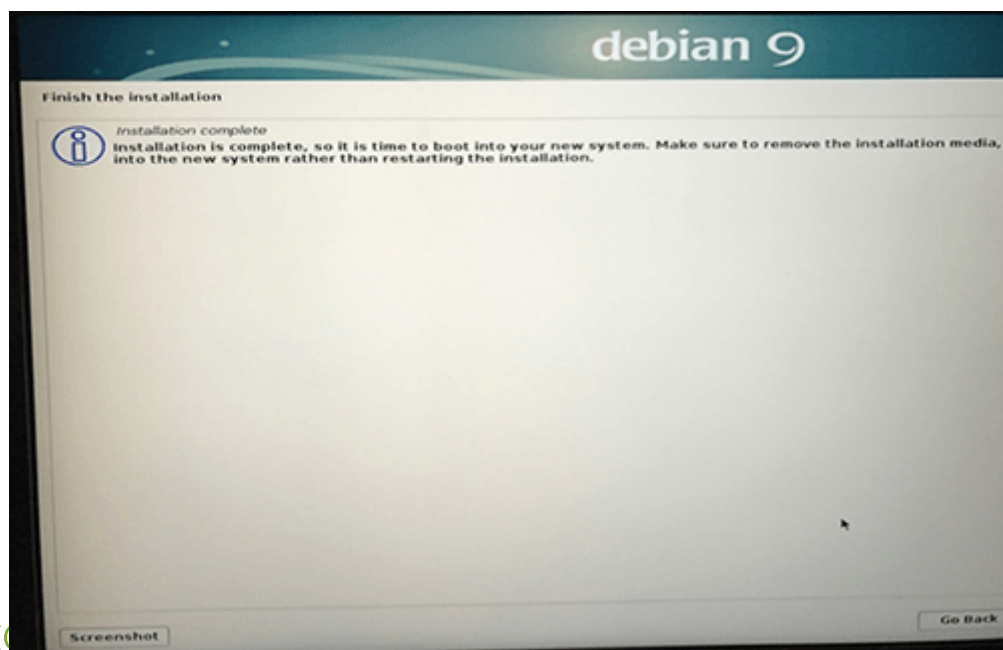 debian 9
Finish the installation
Installation complete
Installation is complete, so it is time to boot into your new system. Make sure to remove the installation media,
into the new system rather than restarting the installation.
Go Back
Screenshot